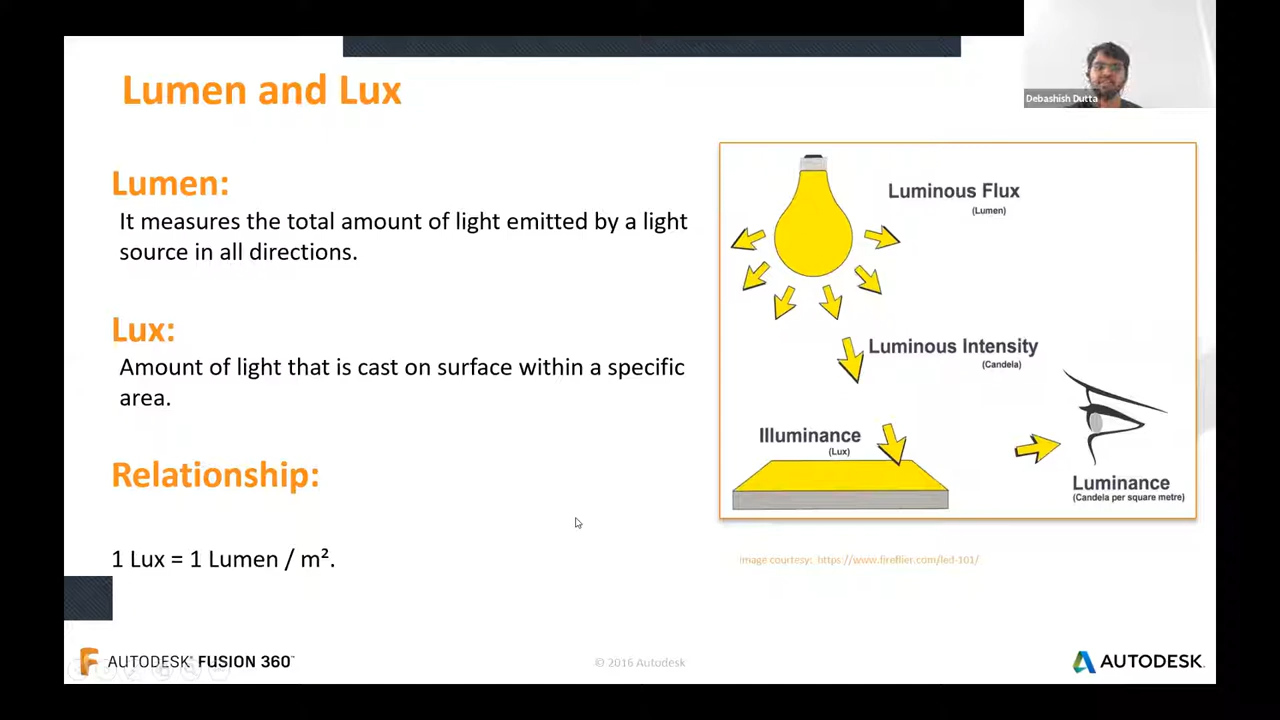 Lumen and Lux
Debashish Dutta
Lumen:
It measures the total amount of light emitted by a light
source in all directions.
Lux:
Amount of light that is cast on surface within a specific
area.
Relationship:
1 Lux = 1 Lumen / m².
Luminous Flux
(Lumen)
Luminous Intensity
(Candela)
Illuminance
(Lux)
Luminance
(Candela per square metre)
Image courtesy: https://www.fireflier.com/led-101/
AUTODESK® FUSION 360™
© 2016 Autodesk
AUTODESK.